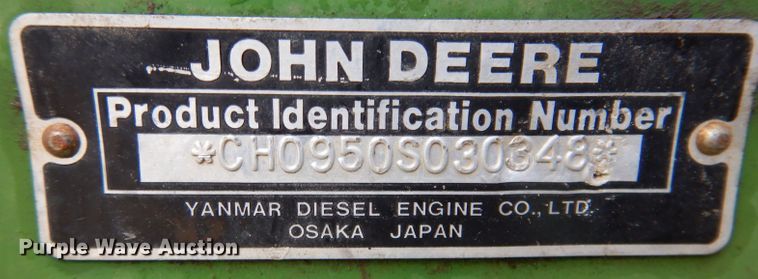 JOHN DEERE
Product Identification Number
*CH0950S030348*
YANMAR DIESEL ENGINE CO., LTD.
OSAKA JAPAN
Purple Wave Auction